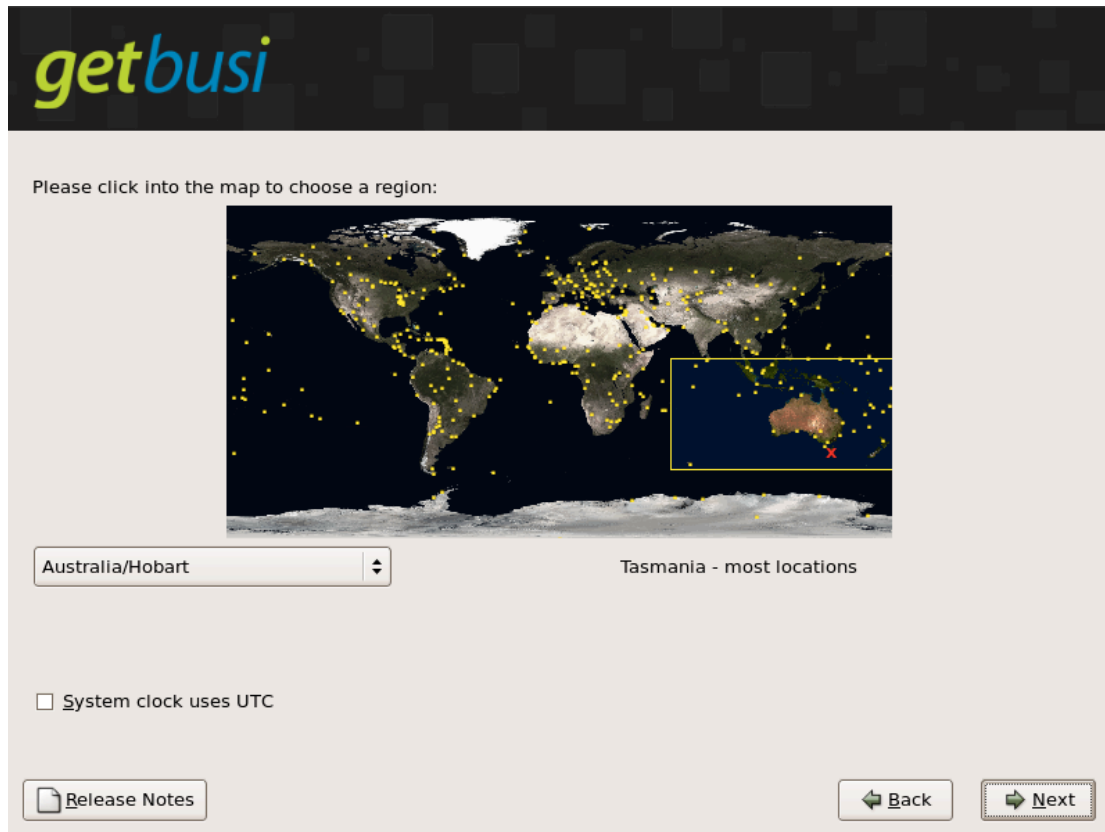 getbusi
Please click into the map to choose a region:
x
Australia/Hobart
Tasmania - most locations
System clock uses UTC
Release Notes
Back
Next